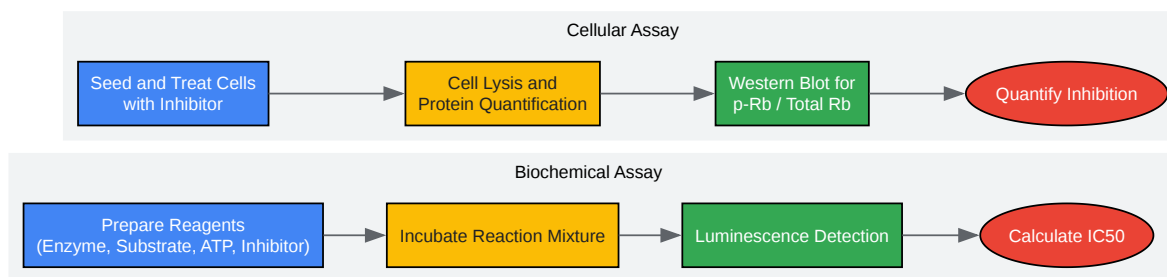 Cellular Assay
Seed and Treat Cells
with Inhibitor
Cell Lysis and
Protein Quantification
Western Blot for
p-Rb / Total Rb
Quantify Inhibition
Biochemical Assay
Prepare Reagents
(Enzyme, Substrate, ATP, Inhibitor)
Incubate Reaction Mixture
Luminescence Detection
Calculate IC50